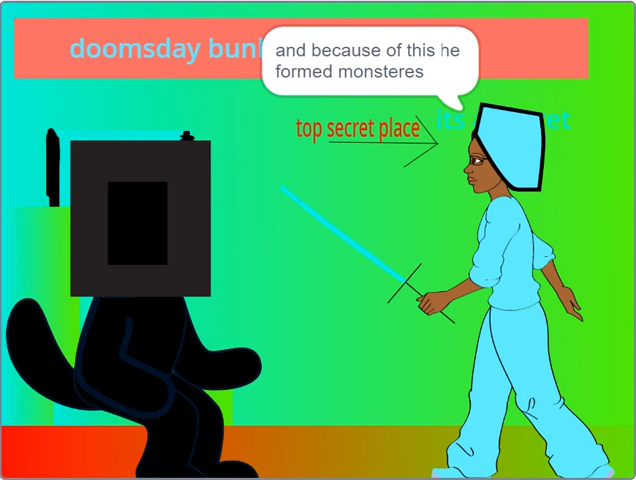 doomsday bun
and because of this he
formed monsteres
top secret place
its
et